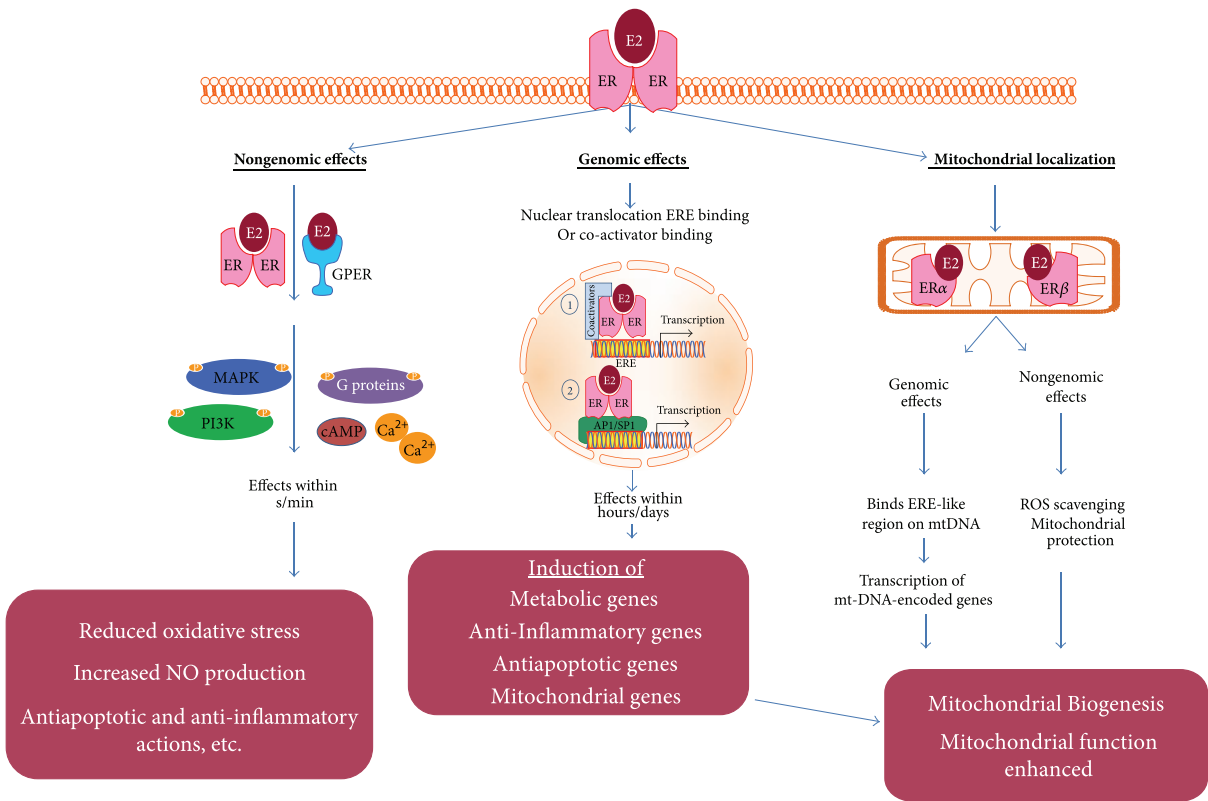 E2
ER ER
Nongenomic effects
E2
ER ER
E2
GPER
P MAPK P
P PI3K P
P G proteins P
cAMP
Ca2+
Ca2+
Effects within
s/min
Reduced oxidative stress
Increased NO production
Antiapoptotic and anti-inflammatory
actions, etc.
Genomic effects
Nuclear translocation ERE binding
Or co-activator binding
1
Coactivators
E2
ER ER
Transcription
ERE
2
E2
ER ER
AP1/SP1
Transcription
Effects within
hours/days
Induction of
Metabolic genes
Anti-Inflammatory genes
Antiapoptotic genes
Mitochondrial genes
Mitochondrial localization
E2
ERα
E2
ERβ
Genomic
effects
Binds ERE-like
region on mtDNA
Transcription of
mt-DNA-encoded genes
Nongenomic
effects
ROS scavenging
Mitochondrial
protection
Mitochondrial Biogenesis
Mitochondrial function
enhanced